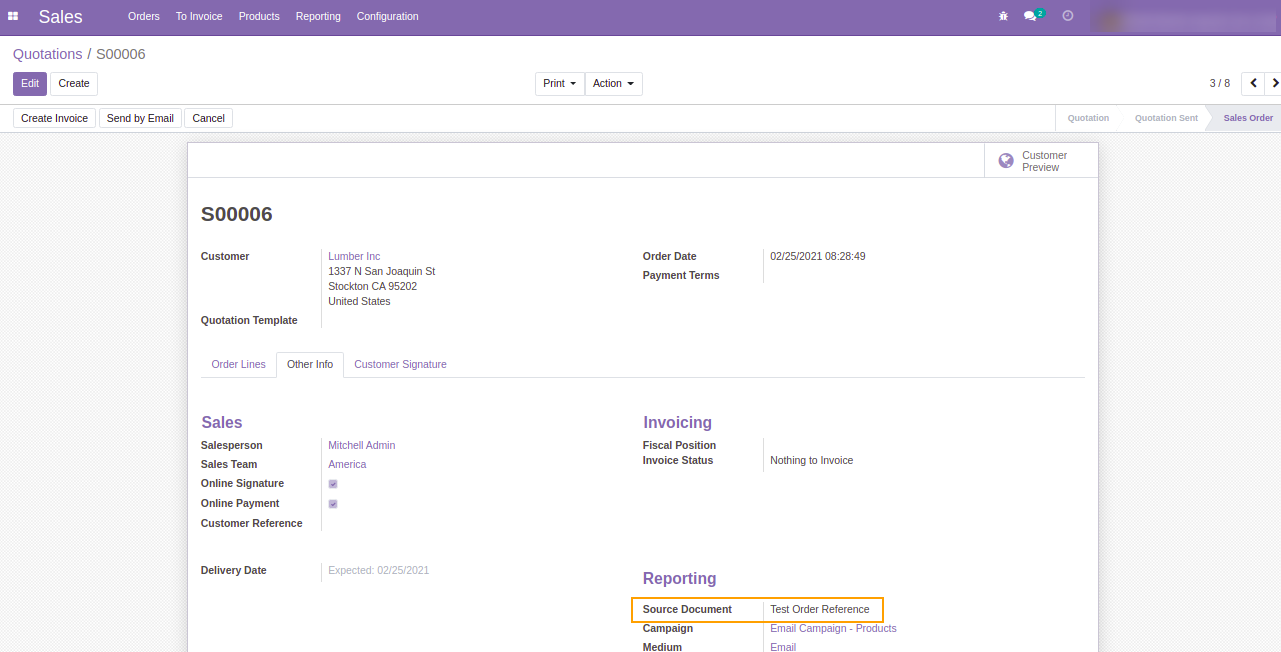 Sales Orders To Invoice Products Reporting Configuration 2
Quotations / S00006
Edit Create Print Action 3 / 8
Create Invoice Send by Email Cancel Quotation Quotation Sent Sales Order
Customer
Preview
S00006
Customer Lumber Inc
1337 N San Joaquin St
Stockton CA 95202
United States
Quotation Template
Order Date 02/25/2021 08:28:49
Payment Terms
Order Lines Other Info Customer Signature
Sales
Salesperson Mitchell Admin
Sales Team America
Online Signature
Online Payment
Customer Reference
Delivery Date Expected: 02/25/2021
Invoicing
Fiscal Position
Invoice Status Nothing to Invoice
Reporting
Source Document Test Order Reference
Campaign Email Campaign - Products
Medium Email